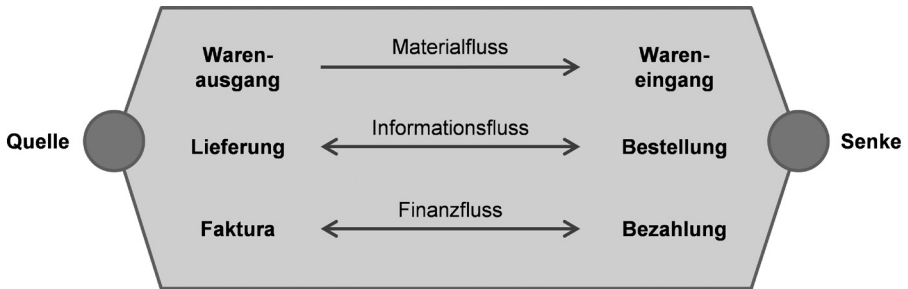 Materialfluss
Waren-
ausgang
Waren-
eingang
Quelle
Lieferung
Informationsfluss
Bestellung
Senke
Faktura
Finanzfluss
Bezahlung